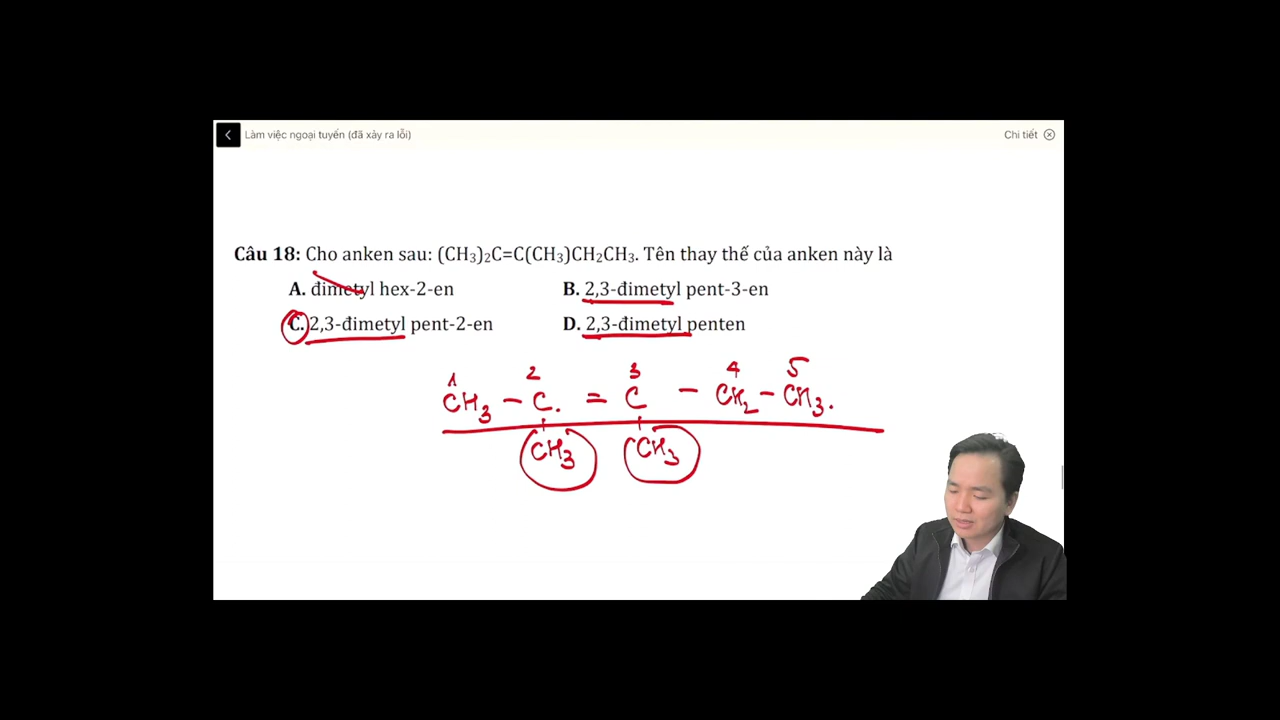 Làm việc ngoại tuyến (đã xảy ra lỗi) Chi tiết
Câu 18: Cho anken sau: (CH₃)₂C=C(CH₃)CH₂CH₃. Tên thay thế của anken này là
A. đimetyl hex-2-en B. 2,3-đimetyl pent-3-en
C. 2,3-đimetyl pent-2-en D. 2,3-đimetyl penten
1 2 3 4 5
CH₃ - C. = C - CH₂ - CH₃.
CH₃ CH₃